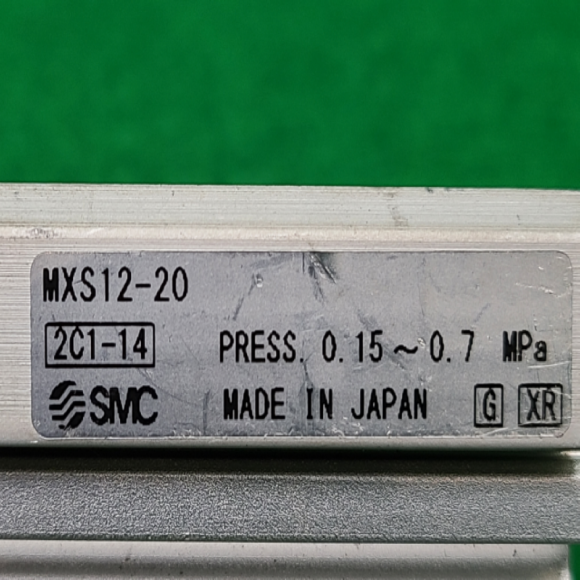 MXS12-20
2C1-14 PRESS. 0.15～0.7 MPa
SMC MADE IN JAPAN G XR